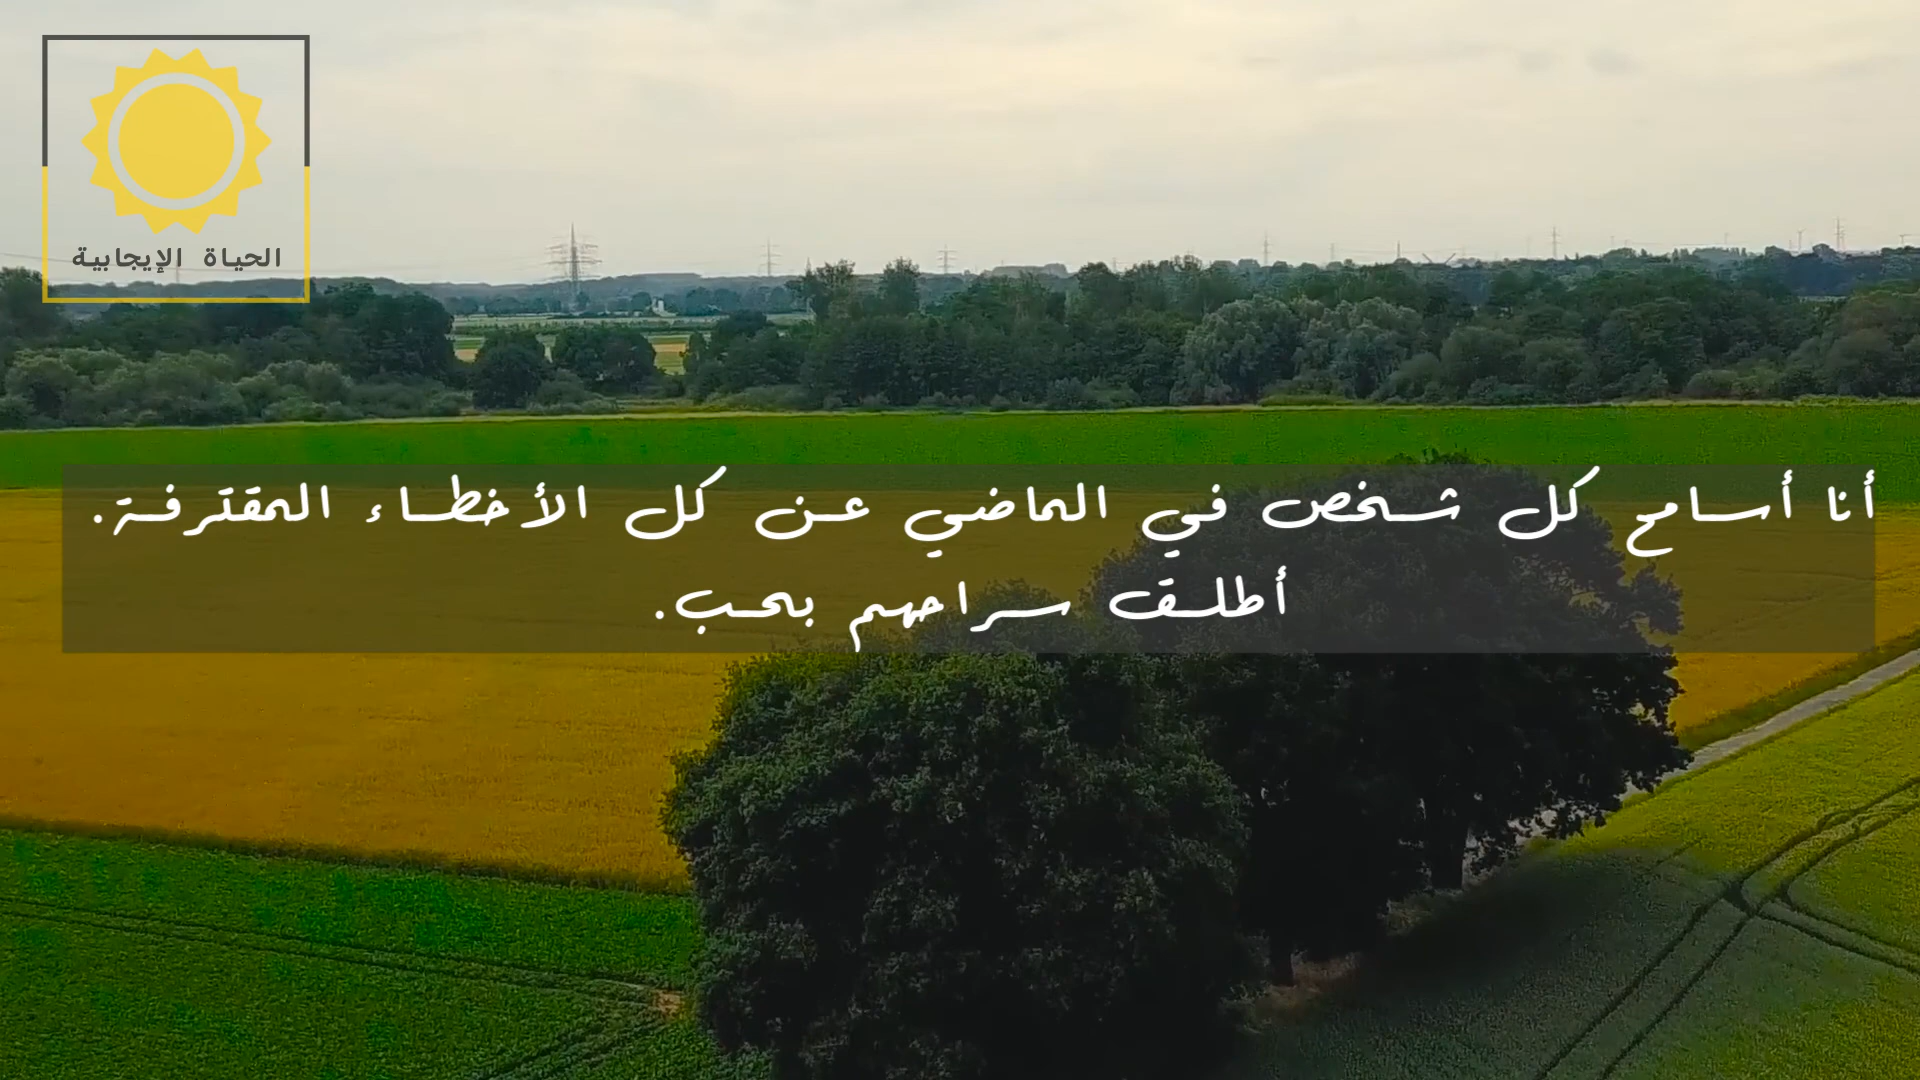 الحياة الإيجابية
أنا أسامح كل شخص في الماضي عن كل الأخطاء المقترفة.
أطلق سراحهم بحب.